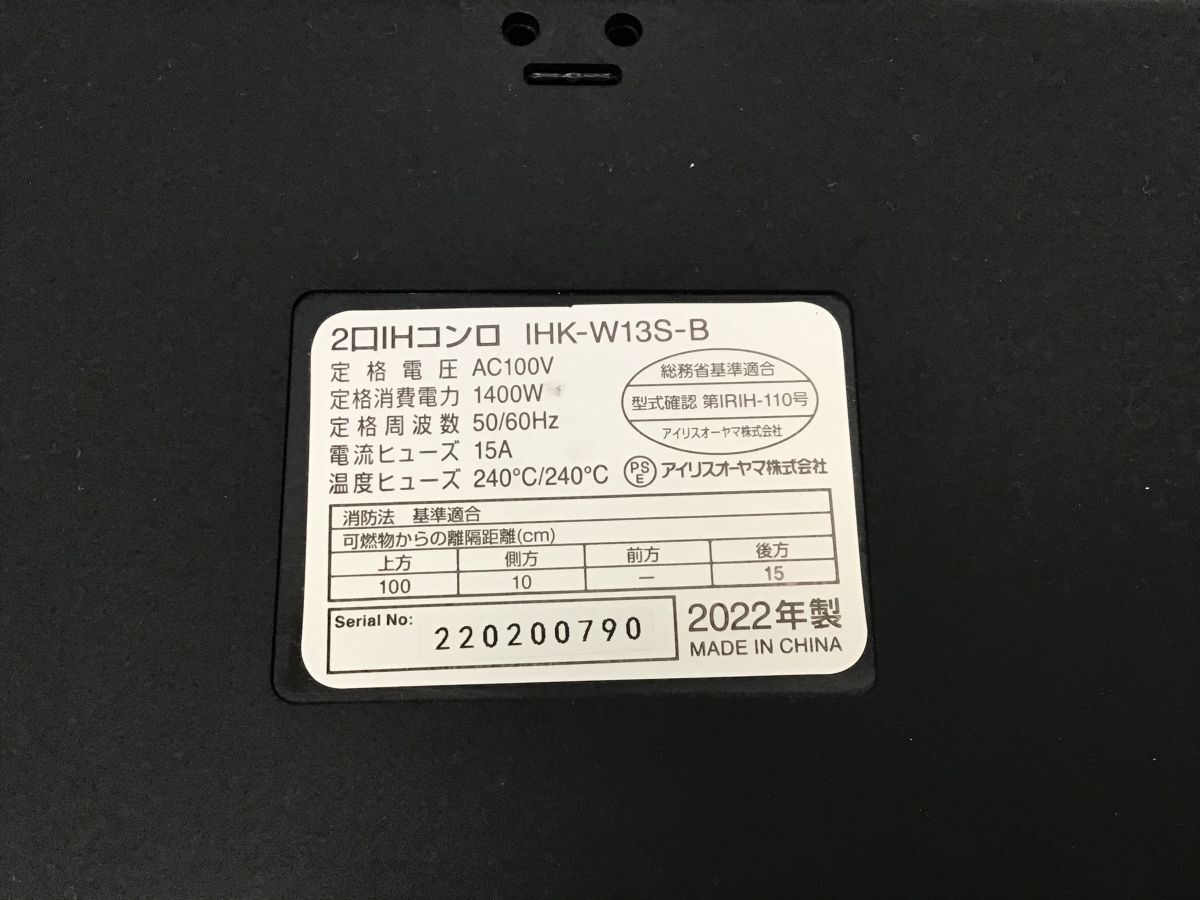 2口IHコンロ IHK-W13S-B
定格電圧 AC100V
定格消費電力 1400W
定格周波数 50/60Hz
電流ヒューズ 15A
温度ヒューズ 240°C/240°C
総務省基準適合
型式確認 第IRIH-110号
アイリスオーヤマ株式会社
PSE アイリスオーヤマ株式会社
消防法 基準適合
可燃物からの離隔距離(cm)
上方 側方 前方 後方
100 10 — 15
Serial No: 220200790
2022年製
MADE IN CHINA